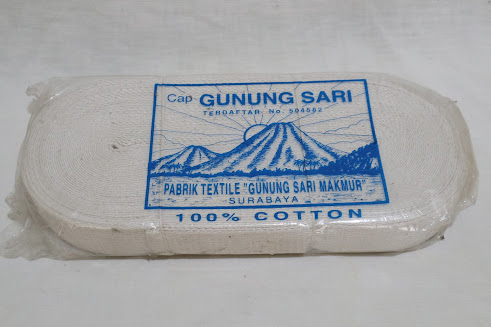 Cap GUNUNG SARI
TERDAFTAR No. 504562
PABRIK TEXTILE "GUNUNG SARI MAKMUR"
SURABAYA
100% COTTON